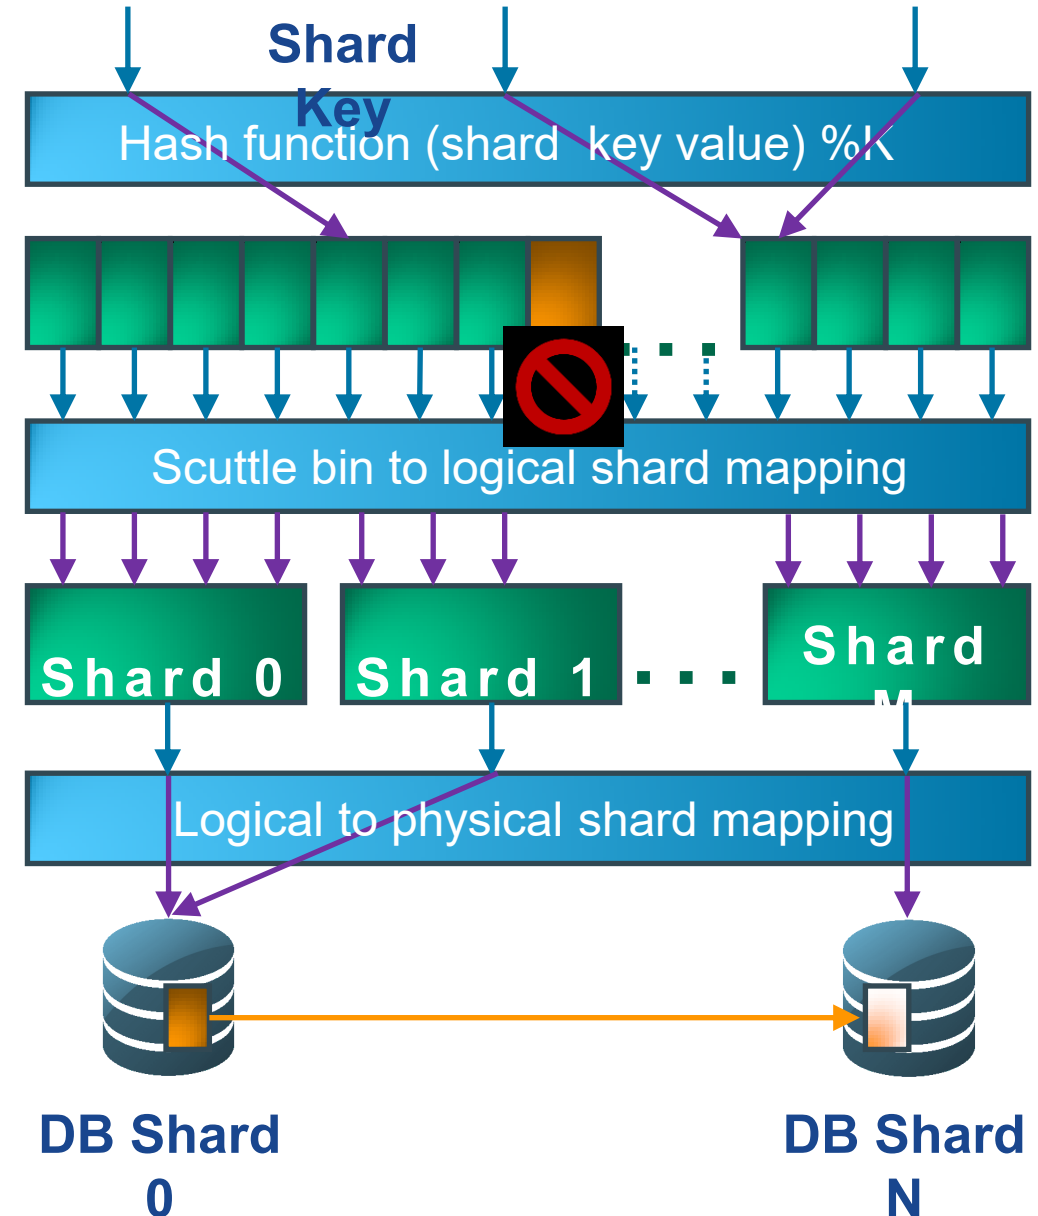 Shard
Key
Hash function (shard key value) %K
Scuttle bin to logical shard mapping
Shard 0
Shard 1
Shard
M
Logical to physical shard mapping
DB Shard
0
DB Shard
N